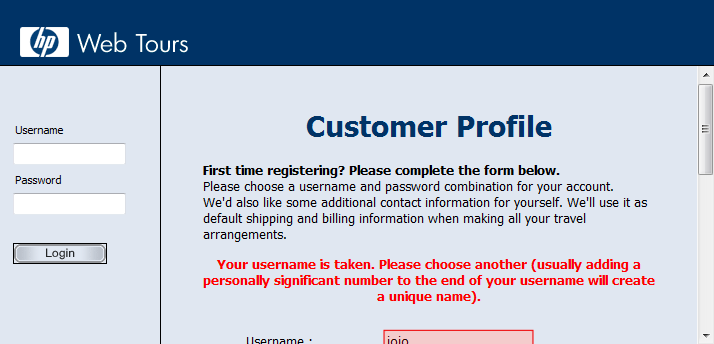 hp Web Tours
Username
Password
Login
Customer Profile
First time registering? Please complete the form below.
Please choose a username and password combination for your account.
We'd also like some additional contact information for yourself. We'll use it as
default shipping and billing information when making all your travel
arrangements.
Your username is taken. Please choose another (usually adding a
personally significant number to the end of your username will create
a unique name).
Username : jojo